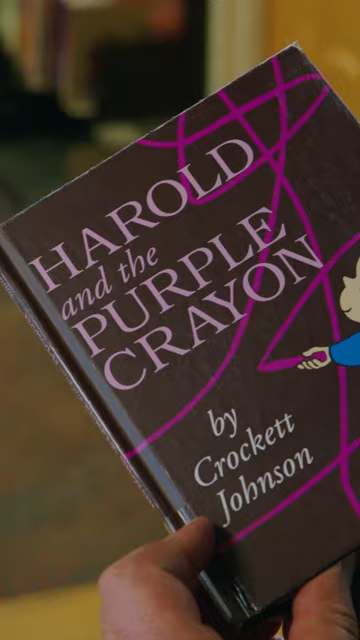 HAROLD
and the
PURPLE
CRAYON
by
Crockett
Johnson